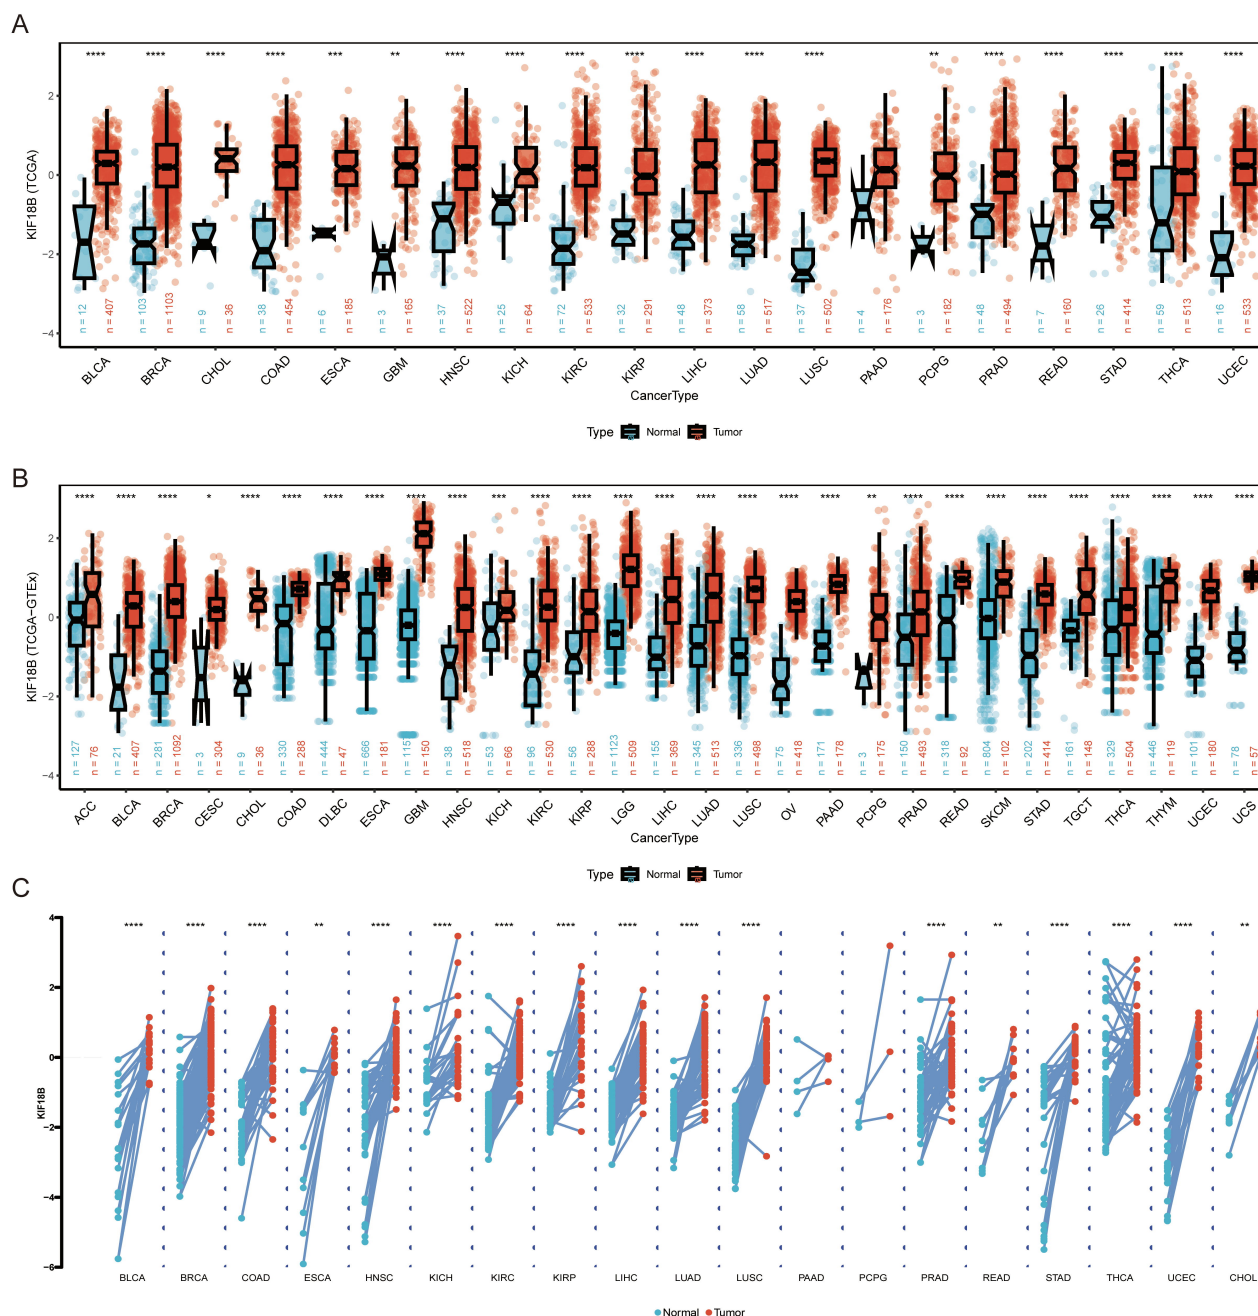 A
**** **** **** **** *** ** **** **** **** **** **** **** **** ** **** **** **** **** ****
KIF18B (TCGA)
2
0
−2
−4
n = 12 n = 407 n = 103 n = 1103 n = 9 n = 36 n = 38 n = 454 n = 6 n = 185 n = 3 n = 165 n = 37 n = 522 n = 25 n = 64 n = 72 n = 533 n = 32 n = 291 n = 48 n = 373 n = 58 n = 517 n = 37 n = 502 n = 4 n = 176 n = 3 n = 182 n = 48 n = 494 n = 7 n = 160 n = 26 n = 414 n = 59 n = 513 n = 16 n = 533
BLCA BRCA CHOL COAD ESCA GBM HNSC KICH KIRC KIRP LIHC LUAD LUSC PAAD PCPG PRAD READ STAD THCA UCEC
CancerType
Type Normal Tumor
B
**** **** **** * **** **** **** **** **** **** *** **** **** **** **** **** **** **** **** ** **** **** **** **** **** **** **** **** ****
KIF18B (TCGA−GTEx)
2
0
−2
−4
n = 127 n = 76 n = 21 n = 407 n = 281 n = 1092 n = 3 n = 304 n = 9 n = 36 n = 330 n = 288 n = 444 n = 47 n = 666 n = 181 n = 115 n = 150 n = 38 n = 518 n = 53 n = 66 n = 96 n = 530 n = 56 n = 288 n = 1123 n = 509 n = 155 n = 369 n = 345 n = 513 n = 336 n = 498 n = 75 n = 418 n = 171 n = 178 n = 3 n = 175 n = 150 n = 493 n = 318 n = 92 n = 804 n = 102 n = 202 n = 414 n = 161 n = 148 n = 329 n = 504 n = 446 n = 119 n = 101 n = 180 n = 78 n = 57
ACC BLCA BRCA CESC CHOL COAD DLBC ESCA GBM HNSC KICH KIRC KIRP LGG LIHC LUAD LUSC OV PAAD PCPG PRAD READ SKCM STAD TGCT THCA THYM UCEC UCS
CancerType
Type Normal Tumor
C
**** **** **** ** **** **** **** **** **** **** **** **** ** **** **** **** **
KIF18B
4
2
0
−2
−4
−6
BLCA BRCA COAD ESCA HNSC KICH KIRC KIRP LIHC LUAD LUSC PAAD PCPG PRAD READ STAD THCA UCEC CHOL
Normal Tumor